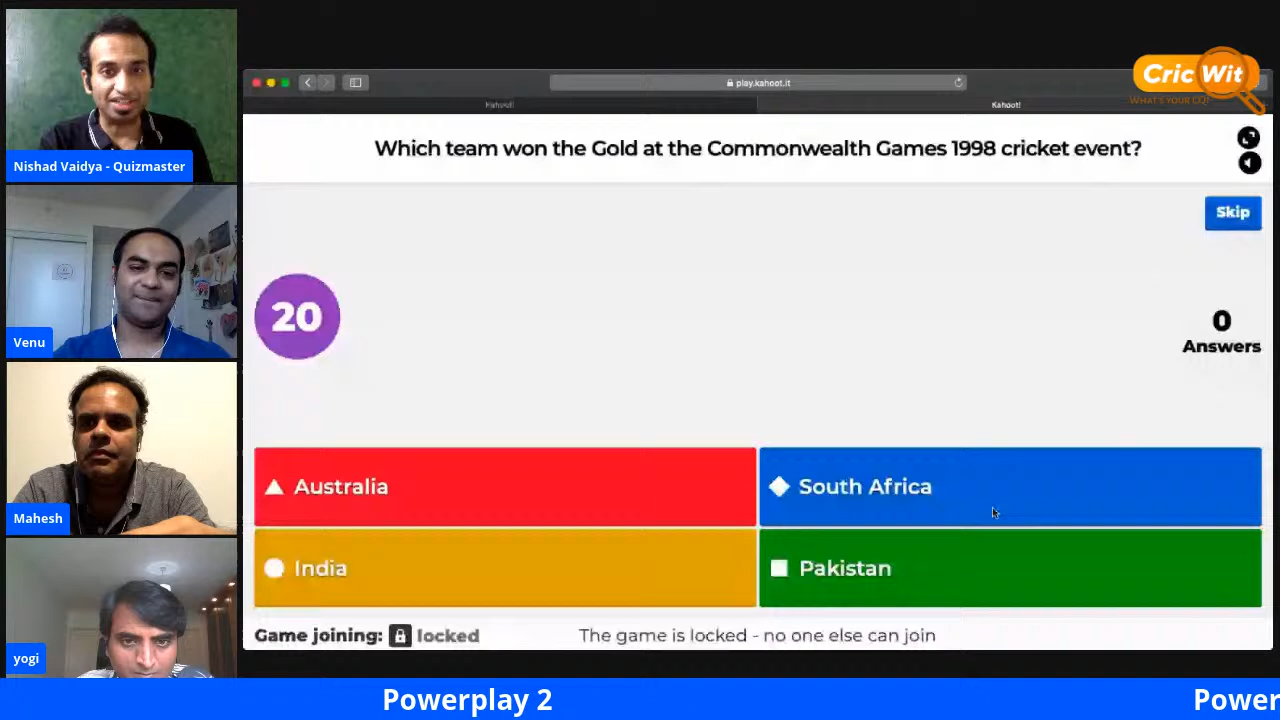 Nishad Vaidya - Quizmaster
Venu
Mahesh
yogi
play.kahoot.it
Kahoot!
Kahoot!
Cric Wit
WHAT'S YOUR CQ?
Which team won the Gold at the Commonwealth Games 1998 cricket event?
Skip
20
0
Answers
Australia
South Africa
India
Pakistan
Game joining: locked
The game is locked - no one else can join
Powerplay 2
Power